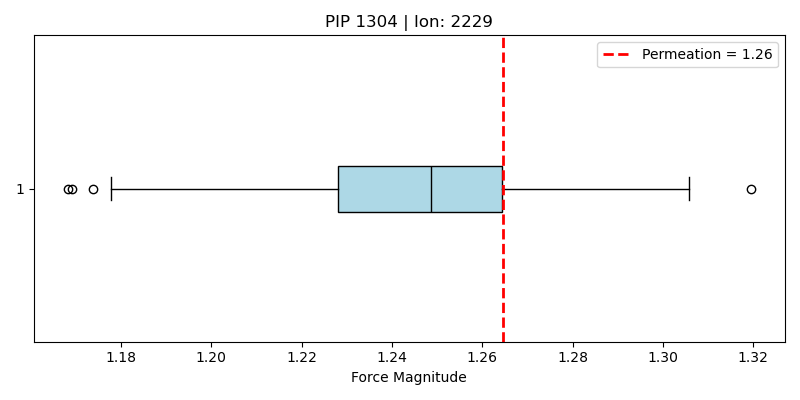 PIP 1304 | Ion: 2229
Permeation = 1.26
1
1.18 1.20 1.22 1.24 1.26 1.28 1.30 1.32
Force Magnitude